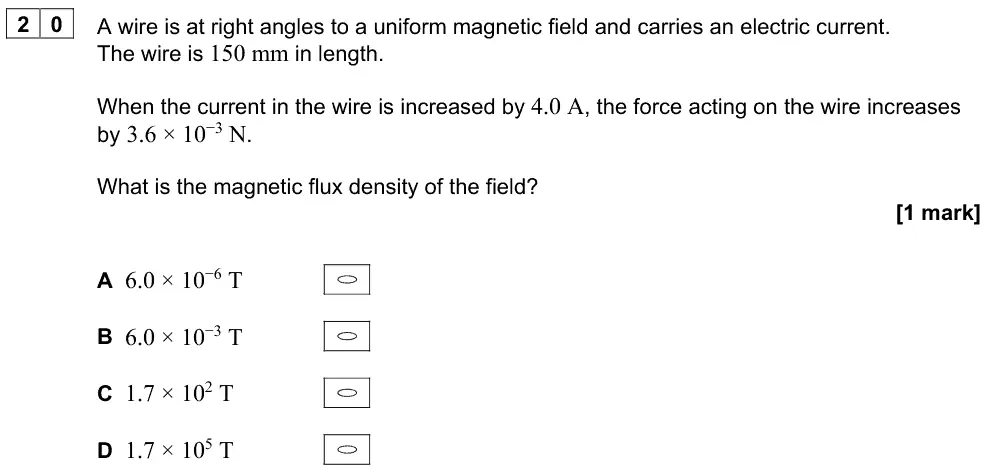 2 0 A wire is at right angles to a uniform magnetic field and carries an electric current.
The wire is 150 mm in length.
When the current in the wire is increased by 4.0 A, the force acting on the wire increases
by 3.6 × 10⁻³ N.
What is the magnetic flux density of the field?
[1 mark]
A 6.0 × 10⁻⁶ T
B 6.0 × 10⁻³ T
C 1.7 × 10² T
D 1.7 × 10⁵ T